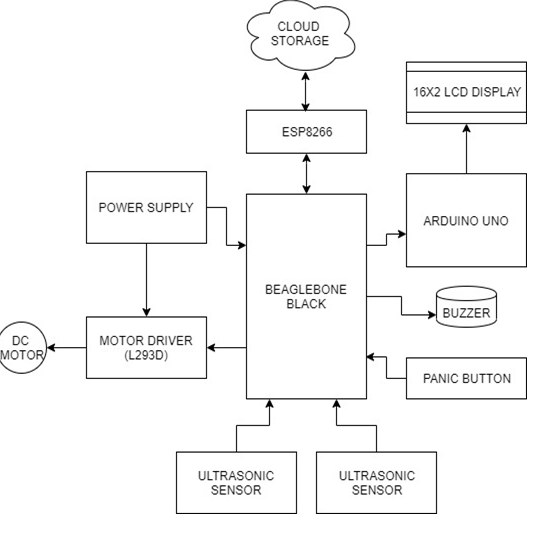 CLOUD
STORAGE
16X2 LCD DISPLAY
ESP8266
POWER SUPPLY
ARDUINO UNO
BEAGLEBONE
BLACK
BUZZER
DC
MOTOR
MOTOR DRIVER
(L293D)
PANIC BUTTON
ULTRASONIC
SENSOR
ULTRASONIC
SENSOR